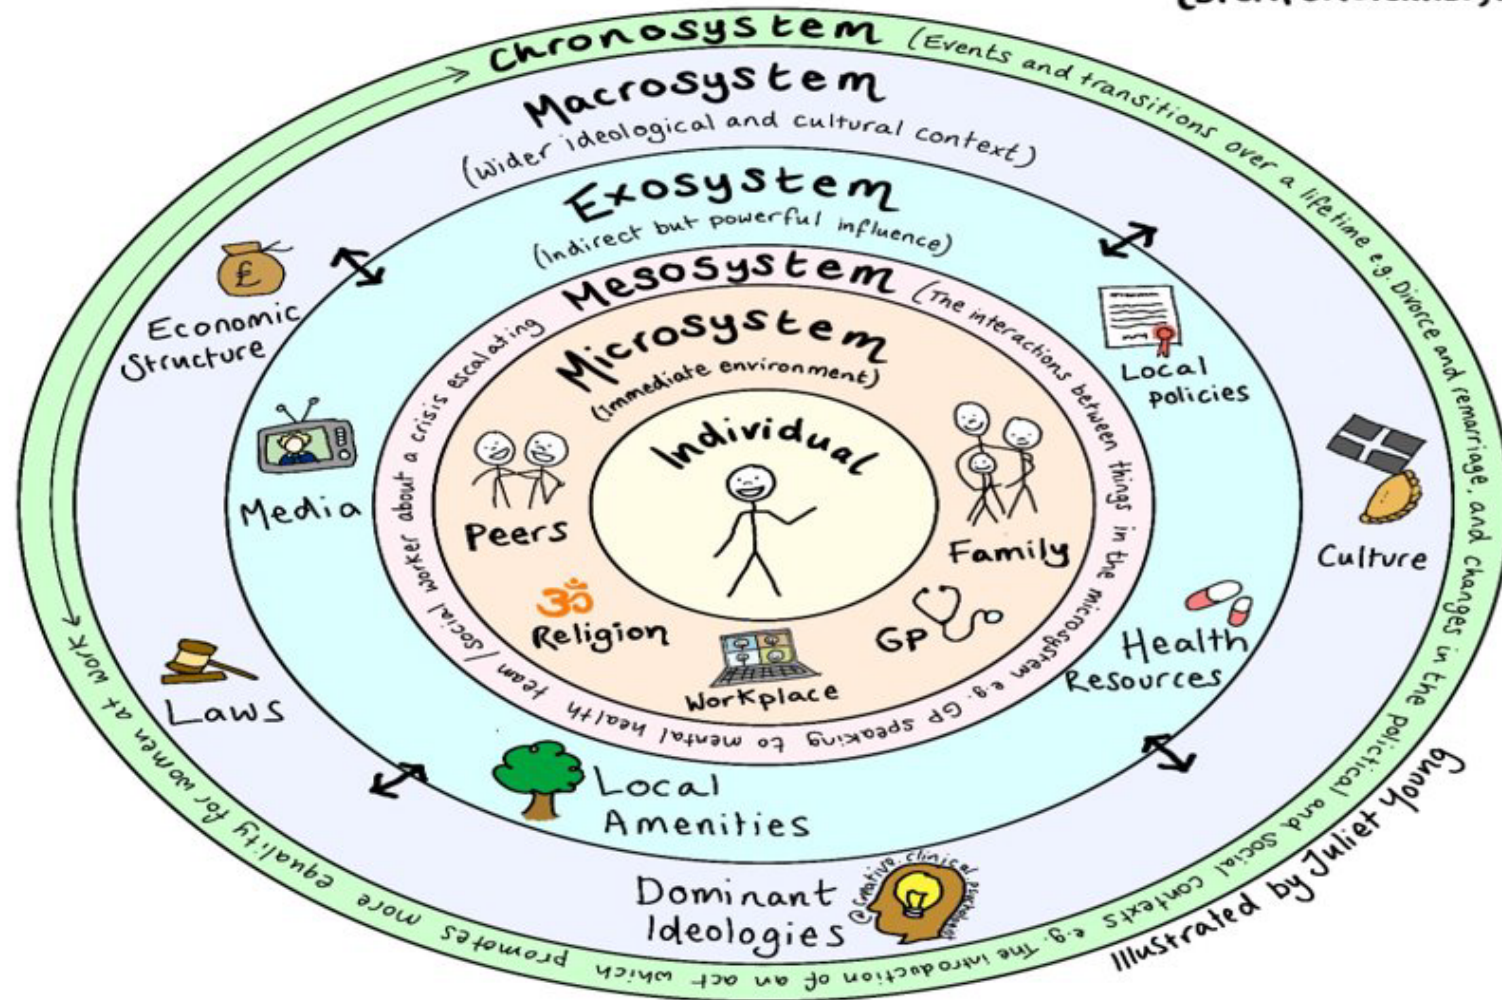 Chronosystem (Events and transitions over a lifetime e.g. Divorce and remarriage, and changes in the political and social contexts e.g. The introduction of an act which promotes more equality for women at work
Macrosystem
(Wider ideological and cultural context)
Exosystem
(Indirect but powerful influence)
Mesosystem (The interactions between things in the microsystem e.g. GP speaking to mental health team / social worker about a crisis escalating
Microsystem
(Immediate environment)
Individual
£
Economic
Structure
Local
policies
Media
Peers
Family
Culture
ॐ
Religion
GP
Workplace
Health
Resources
Laws
Local
Amenities
Dominant
Ideologies
@creative.clinical.psychologist
Illustrated by Juliet Young